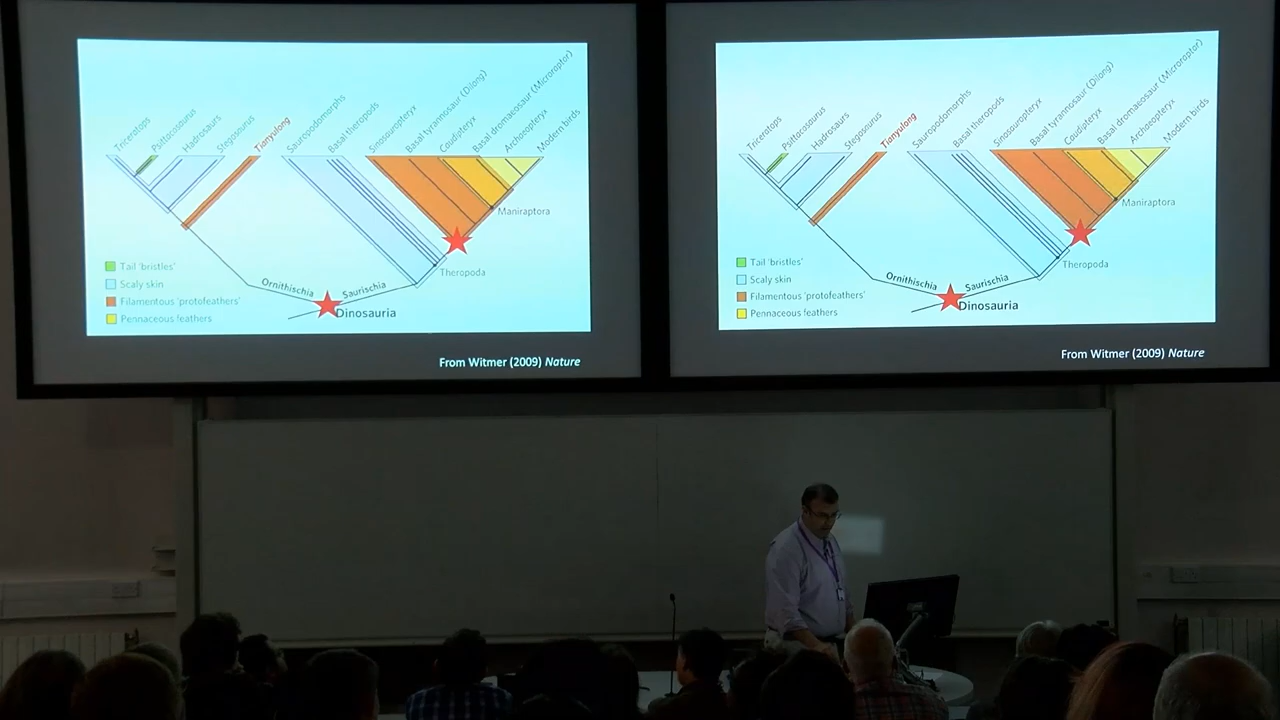 Triceratops
Psittacosaurus
Hadrosaurs
Stegosaurus
Tianyulong
Sauropodomorphs
Basal theropods
Sinosauropteryx
Basal tyrannosaur (Dilong)
Caudipteryx
Basal dromaeosaur (Microraptor)
Archaeopteryx
Modern birds
Maniraptora
Theropoda
Ornithischia
Saurischia
Dinosauria
Tail 'bristles'
Scaly skin
Filamentous 'protofeathers'
Pennaceous feathers
From Witmer (2009) Nature
Triceratops
Psittacosaurus
Hadrosaurs
Stegosaurus
Tianyulong
Sauropodomorphs
Basal theropods
Sinosauropteryx
Basal tyrannosaur (Dilong)
Caudipteryx
Basal dromaeosaur (Microraptor)
Archaeopteryx
Modern birds
Maniraptora
Theropoda
Ornithischia
Saurischia
Dinosauria
Tail 'bristles'
Scaly skin
Filamentous 'protofeathers'
Pennaceous feathers
From Witmer (2009) Nature